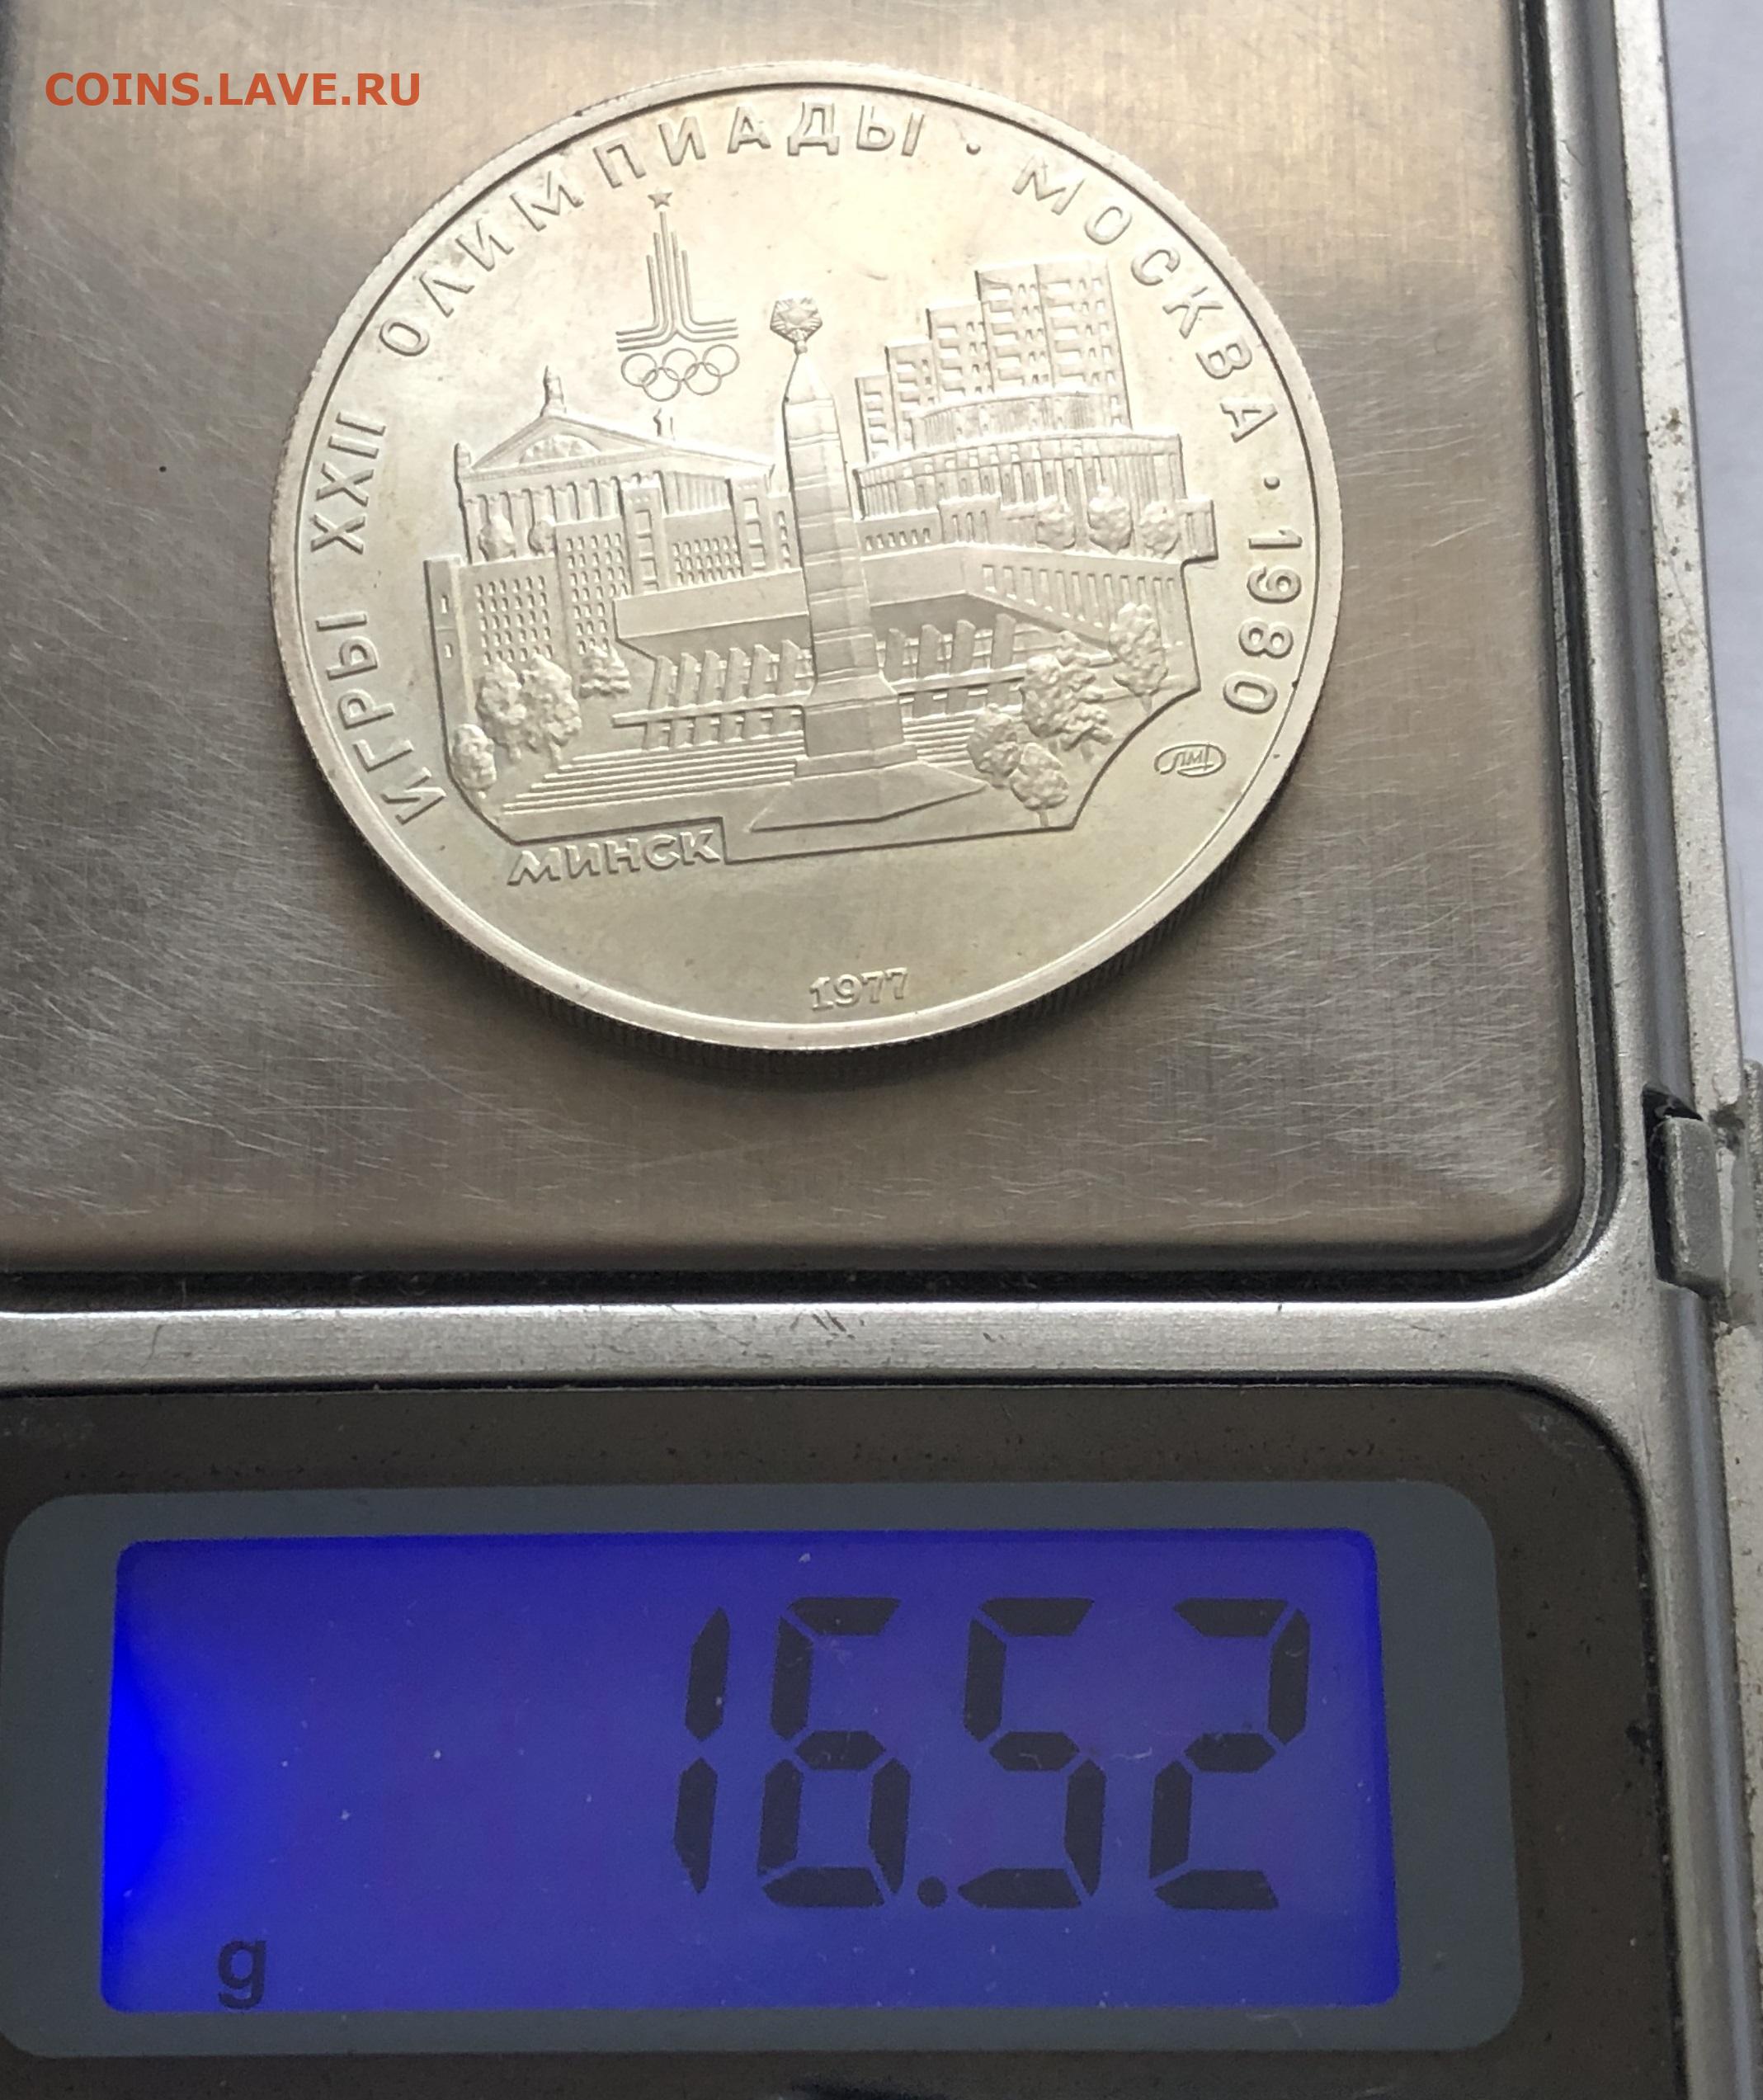 COINS.LAVE.RU
ИГРЫ XXII ОЛИМПИАДЫ · МОСКВА · 1980
ЛМД
МИНСК
1977
16.52
g